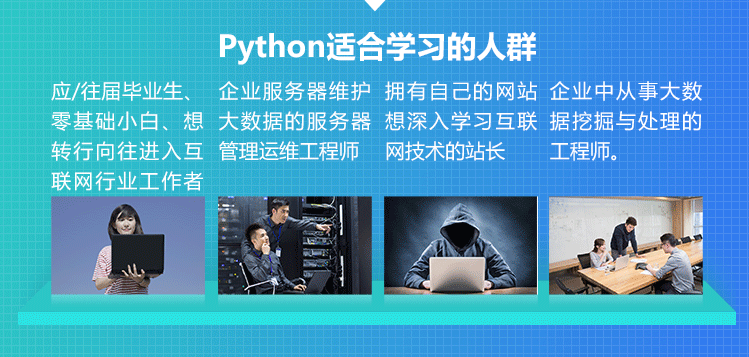 Python适合学习的人群
应/往届毕业生、
零基础小白、想
转行向往进入互
联网行业工作者
企业服务器维护
大数据的服务器
管理运维工程师
拥有自己的网站
想深入学习互联
网技术的站长
企业中从事大数
据挖掘与处理的
工程师。